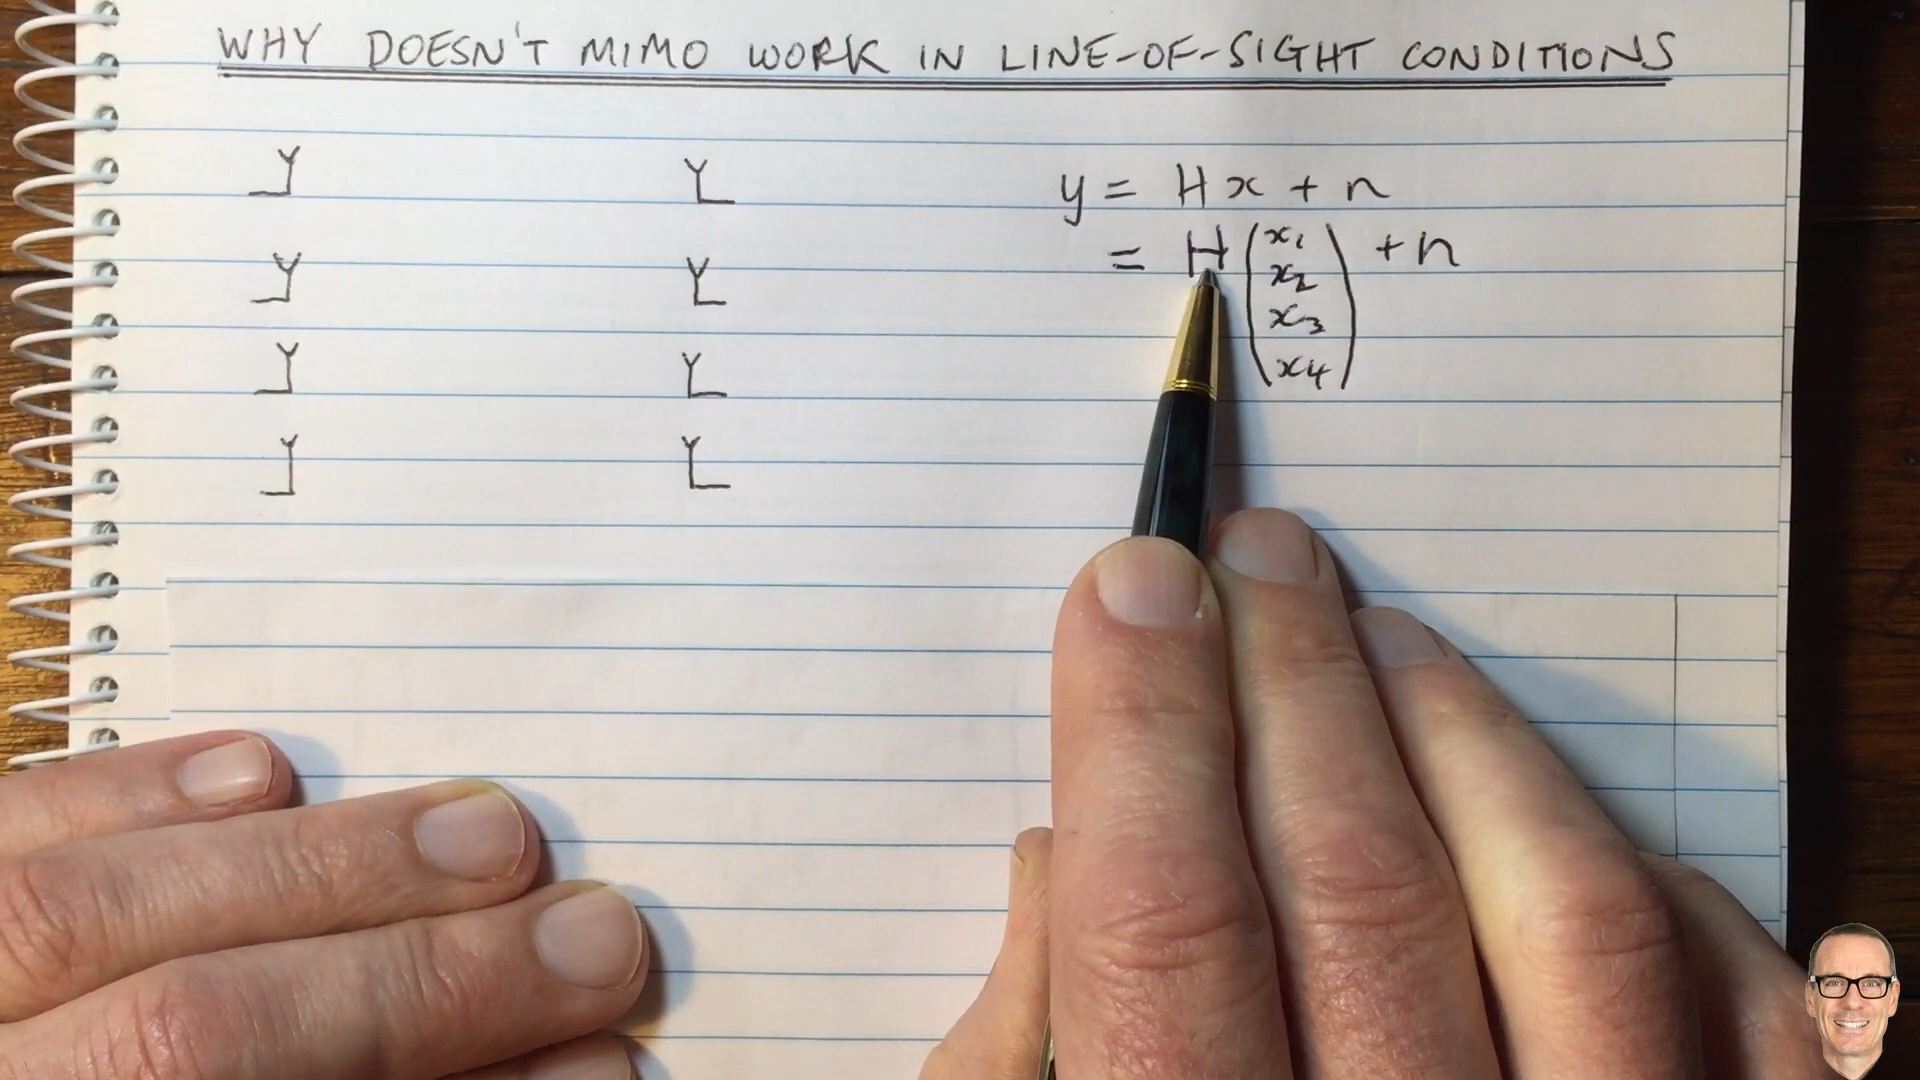 WHY DOESN'T MIMO WORK IN LINE-OF-SIGHT CONDITIONS
y = Hx + n
= H (x1 x2 x3 x4) + n